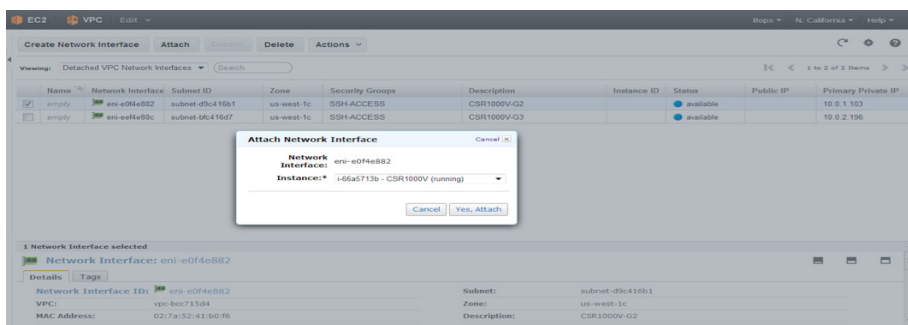 EC2 VPC Edit Bops N. California Help
Create Network Interface Attach Detach Delete Actions
Viewing: Detached VPC Network Interfaces Search 1 to 2 of 2 Items
Name Network Interface Subnet ID Zone Security Groups Description Instance ID Status Public IP Primary Private IP
empty eni-e0f4e882 subnet-d9c416b1 us-west-1c SSH-ACCESS CSR1000V-G2 available 10.0.1.103
empty eni-eef4e88c subnet-bfc416d7 us-west-1c SSH-ACCESS CSR1000V-G3 available 10.0.2.196
Attach Network Interface Cancel
Network Interface: eni-e0f4e882
Instance:* i-66a5713b - CSR1000V (running)
Cancel Yes, Attach
1 Network Interface selected
Network Interface: eni-e0f4e882
Details Tags
Network Interface ID: eni-e0f4e882 Subnet: subnet-d9c416b1
VPC: vpc-bcc715d4 Zone: us-west-1c
MAC Address: 02:7a:52:41:b0:f6 Description: CSR1000V-G2